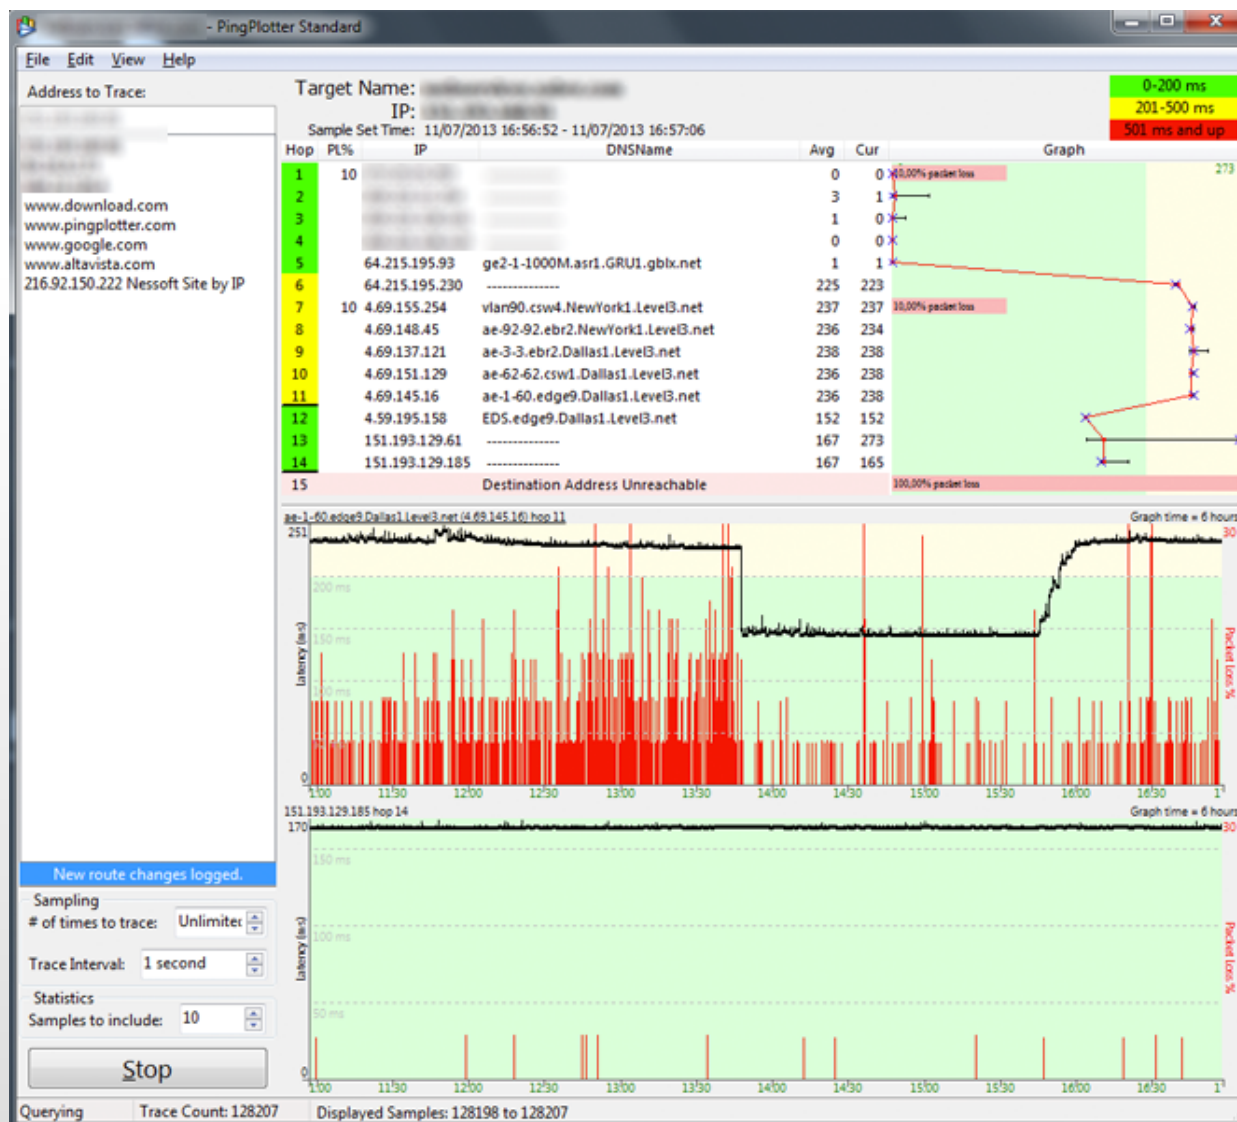 - PingPlotter Standard
File Edit View Help
Address to Trace:
www.download.com
www.pingplotter.com
www.google.com
www.altavista.com
216.92.150.222 Nessoft Site by IP
New route changes logged.
Sampling
# of times to trace: Unlimitec
Trace Interval: 1 second
Statistics
Samples to include: 10
Stop
Target Name:
IP:
Sample Set Time: 11/07/2013 16:56:52 - 11/07/2013 16:57:06
0-200 ms
201-500 ms
501 ms and up
Hop PL% IP DNSName Avg Cur Graph
1 10 0 0 10,00% packet loss 273
2 3 1
3 1 0
4 0 0
5 64.215.195.93 ge2-1-1000M.asr1.GRU1.gblx.net 1 1
6 64.215.195.230 -------------- 225 223
7 10 4.69.155.254 vlan90.csw4.NewYork1.Level3.net 237 237 10,00% packet loss
8 4.69.148.45 ae-92-92.ebr2.NewYork1.Level3.net 236 234
9 4.69.137.121 ae-3-3.ebr2.Dallas1.Level3.net 238 238
10 4.69.151.129 ae-62-62.csw1.Dallas1.Level3.net 236 238
11 4.69.145.16 ae-1-60.edge9.Dallas1.Level3.net 236 238
12 4.59.195.158 EDS.edge9.Dallas1.Level3.net 152 152
13 151.193.129.61 -------------- 167 273
14 151.193.129.185 -------------- 167 165
15 Destination Address Unreachable 100,00% packet loss
ae-1-60.edge9.Dallas1.Level3.net (4.69.145.16) hop 11 Graph time = 6 hours
251 30
200 ms
150 ms
100 ms
Latency (ms)
Packet Loss %
0
1'00 11'30 12'00 12'30 13'00 13'30 14'00 14'30 15'00 15'30 16'00 16'30 1'
151.193.129.185 hop 14 Graph time = 6 hours
170 30
150 ms
100 ms
50 ms
Latency (ms)
Packet Loss %
0
1'00 11'30 12'00 12'30 13'00 13'30 14'00 14'30 15'00 15'30 16'00 16'30 1'
Querying Trace Count: 128207 Displayed Samples: 128198 to 128207